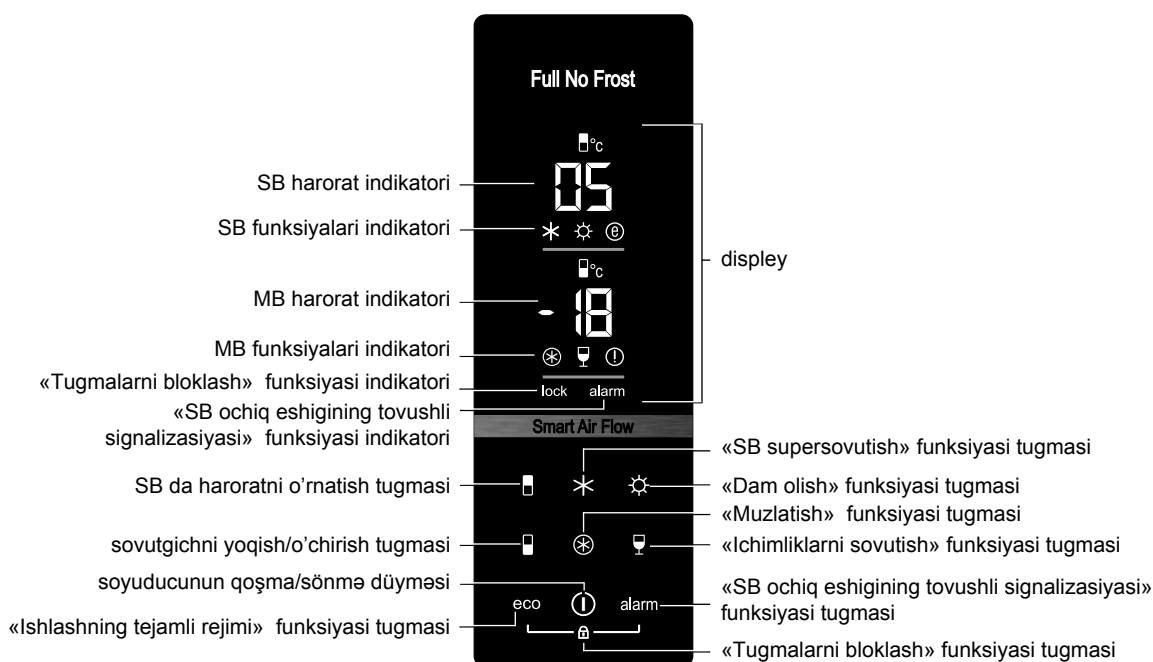 Full No Frost
°c
05
SB harorat indikatori
SB funksiyalari indikatori
e
°c
displey
MB harorat indikatori
- 18
MB funksiyalari indikatori
«Tugmalarni bloklash» funksiyasi indikatori
lock alarm
«SB ochiq eshigining tovushli
signalizasiyasi» funksiyasi indikatori
Smart Air Flow
«SB supersovutish» funksiyasi tugmasi
SB da haroratni o’rnatish tugmasi
«Dam olish» funksiyasi tugmasi
«Muzlatish» funksiyasi tugmasi
sovutgichni yoqish/o’chirish tugmasi
«Ichimliklarni sovutish» funksiyasi tugmasi
soyuducunun qoşma/sönmə düyməsi
«SB ochiq eshigining tovushli signalizasiyasi»
funksiyasi tugmasi
eco alarm
«Ishlashning tejamli rejimi» funksiyasi tugmasi
«Tugmalarni bloklash» funksiyasi tugmasi